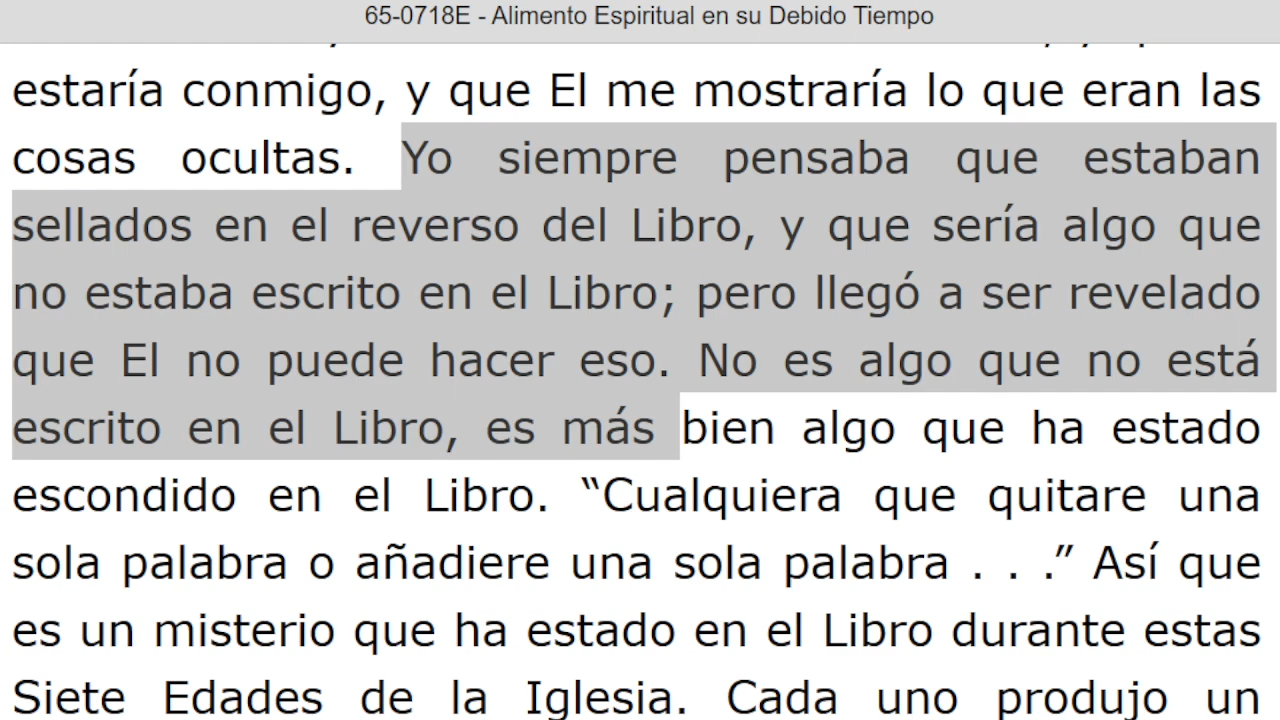 65-0718E - Alimento Espiritual en su Debido Tiempo
estaría conmigo, y que El me mostraría lo que eran las
cosas ocultas. Yo siempre pensaba que estaban
sellados en el reverso del Libro, y que sería algo que
no estaba escrito en el Libro; pero llegó a ser revelado
que El no puede hacer eso. No es algo que no está
escrito en el Libro, es más bien algo que ha estado
escondido en el Libro. “Cualquiera que quitare una
sola palabra o añadiere una sola palabra . . .” Así que
es un misterio que ha estado en el Libro durante estas
Siete Edades de la Iglesia. Cada uno produjo un